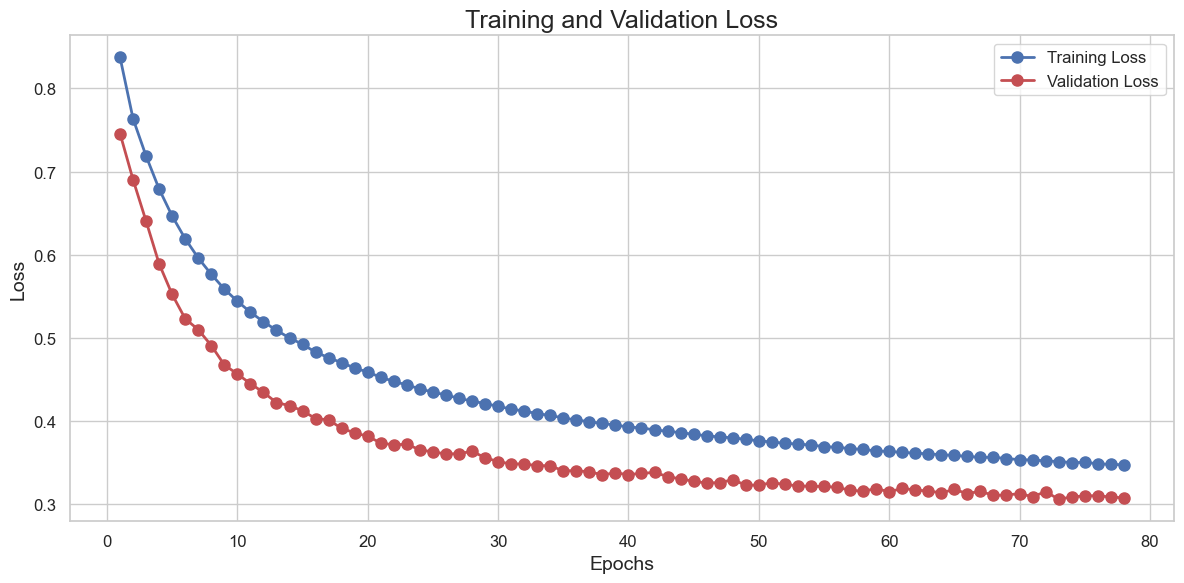 Training and Validation Loss
Training Loss
Validation Loss
Loss
0.8
0.7
0.6
0.5
0.4
0.3
0 10 20 30 40 50 60 70 80
Epochs